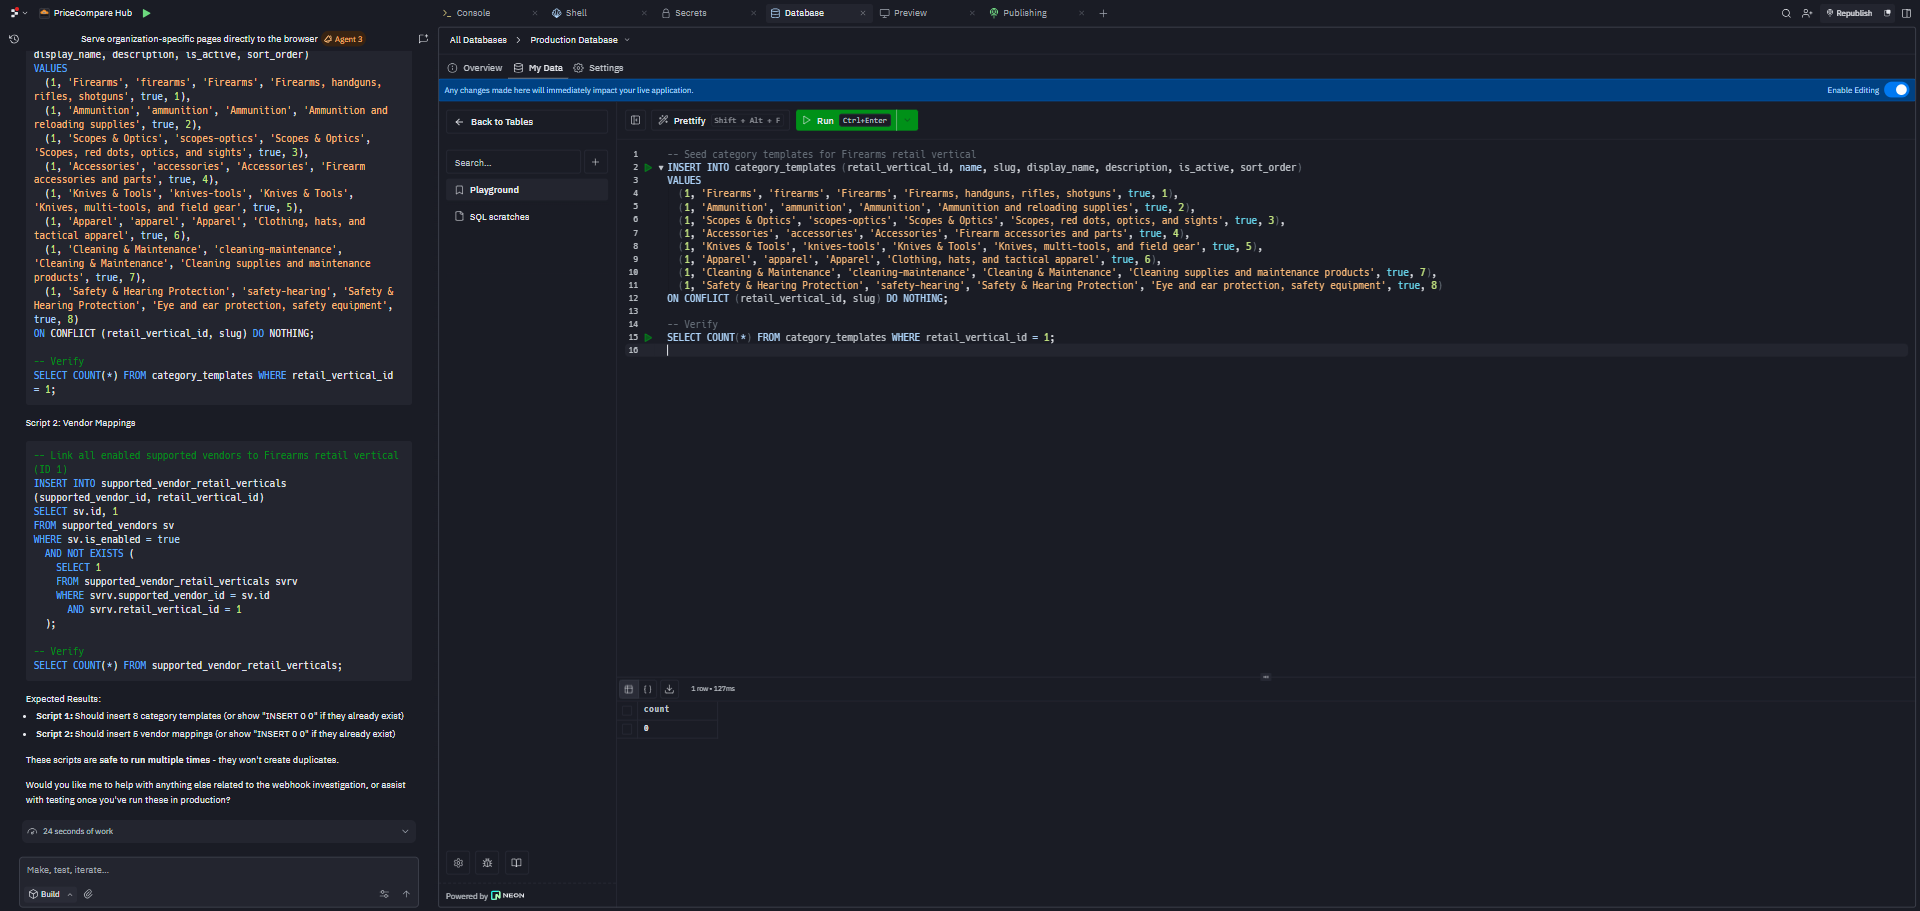 PriceCompare Hub
Console
Shell
Secrets
Database
Preview
Publishing
Republish
Serve organization-specific pages directly to the browser
Agent 3
display_name, description, is_active, sort_order)
VALUES
(1, 'Firearms', 'firearms', 'Firearms', 'Firearms, handguns,
rifles, shotguns', true, 1),
(1, 'Ammunition', 'ammunition', 'Ammunition', 'Ammunition and
reloading supplies', true, 2),
(1, 'Scopes & Optics', 'scopes-optics', 'Scopes & Optics',
'Scopes, red dots, optics, and sights', true, 3),
(1, 'Accessories', 'accessories', 'Accessories', 'Firearm
accessories and parts', true, 4),
(1, 'Knives & Tools', 'knives-tools', 'Knives & Tools',
'Knives, multi-tools, and field gear', true, 5),
(1, 'Apparel', 'apparel', 'Apparel', 'Clothing, hats, and
tactical apparel', true, 6),
(1, 'Cleaning & Maintenance', 'cleaning-maintenance',
'Cleaning & Maintenance', 'Cleaning supplies and maintenance
products', true, 7),
(1, 'Safety & Hearing Protection', 'safety-hearing', 'Safety &
Hearing Protection', 'Eye and ear protection, safety equipment',
true, 8)
ON CONFLICT (retail_vertical_id, slug) DO NOTHING;
-- Verify
SELECT COUNT(*) FROM category_templates WHERE retail_vertical_id
= 1;
Script 2: Vendor Mappings
-- Link all enabled supported vendors to Firearms retail vertical
(ID 1)
INSERT INTO supported_vendor_retail_verticals
(supported_vendor_id, retail_vertical_id)
SELECT sv.id, 1
FROM supported_vendors sv
WHERE sv.is_enabled = true
AND NOT EXISTS (
SELECT 1
FROM supported_vendor_retail_verticals svrv
WHERE svrv.supported_vendor_id = sv.id
AND svrv.retail_vertical_id = 1
);
-- Verify
SELECT COUNT(*) FROM supported_vendor_retail_verticals;
Expected Results:
• Script 1: Should insert 8 category templates (or show "INSERT 0 0" if they already exist)
• Script 2: Should insert 5 vendor mappings (or show "INSERT 0 0" if they already exist)
These scripts are safe to run multiple times - they won't create duplicates.
Would you like me to help with anything else related to the webhook investigation, or assist
with testing once you've run these in production?
24 seconds of work
Make, test, iterate...
Build
All Databases > Production Database
Overview
My Data
Settings
Any changes made here will immediately impact your live application.
Enable Editing
Back to Tables
Search...
Playground
SQL scratches
Powered by NEON
Prettify Shift + Alt + F
Run Ctrl+Enter
1 -- Seed category templates for Firearms retail vertical
2 INSERT INTO category_templates (retail_vertical_id, name, slug, display_name, description, is_active, sort_order)
3 VALUES
4 (1, 'Firearms', 'firearms', 'Firearms', 'Firearms, handguns, rifles, shotguns', true, 1),
5 (1, 'Ammunition', 'ammunition', 'Ammunition', 'Ammunition and reloading supplies', true, 2),
6 (1, 'Scopes & Optics', 'scopes-optics', 'Scopes & Optics', 'Scopes, red dots, optics, and sights', true, 3),
7 (1, 'Accessories', 'accessories', 'Accessories', 'Firearm accessories and parts', true, 4),
8 (1, 'Knives & Tools', 'knives-tools', 'Knives & Tools', 'Knives, multi-tools, and field gear', true, 5),
9 (1, 'Apparel', 'apparel', 'Apparel', 'Clothing, hats, and tactical apparel', true, 6),
10 (1, 'Cleaning & Maintenance', 'cleaning-maintenance', 'Cleaning & Maintenance', 'Cleaning supplies and maintenance products', true, 7),
11 (1, 'Safety & Hearing Protection', 'safety-hearing', 'Safety & Hearing Protection', 'Eye and ear protection, safety equipment', true, 8)
12 ON CONFLICT (retail_vertical_id, slug) DO NOTHING;
13
14 -- Verify
15 SELECT COUNT(*) FROM category_templates WHERE retail_vertical_id = 1;
16
1 row • 127ms
count
0